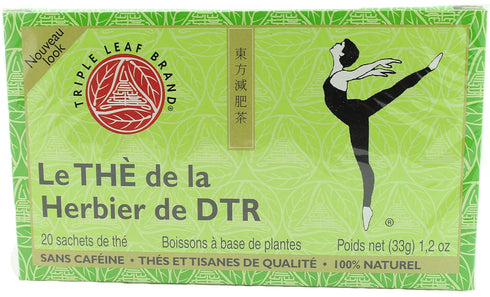 Nouveau
look
TRIPLE LEAF BRAND®
東方減肥茶
Le THÈ de la
Herbier de DTR
®
20 sachets de thé Boissons à base de plantes Poids net (33g) 1,2 oz
SANS CAFÉINE • THÉS ET TISANES DE QUALITÉ • 100% NATUREL